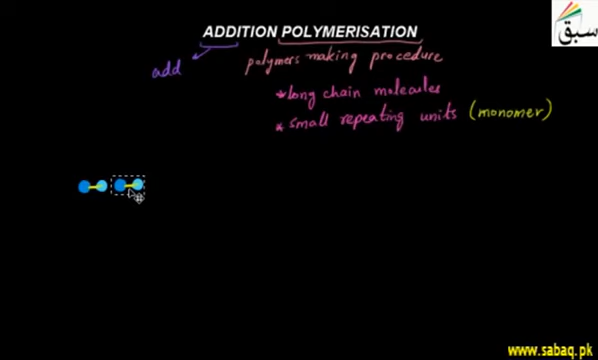 ADDITION POLYMERISATION
سبق
add
polymers making procedure
* long chain molecules
* small repeating units (monomer)
www.sabaq.pk